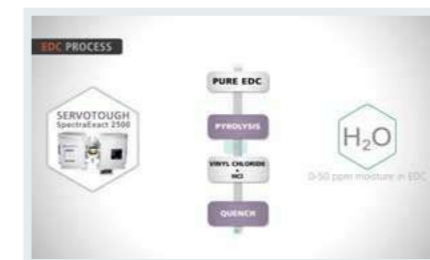 EDC PROCESS
SERVOTOUGH
SpectraExact 2500
PURE EDC
PYROLYSIS
VINYL CHLORIDE
+
HCl
QUENCH
H₂O
0-50 ppm moisture in EDC